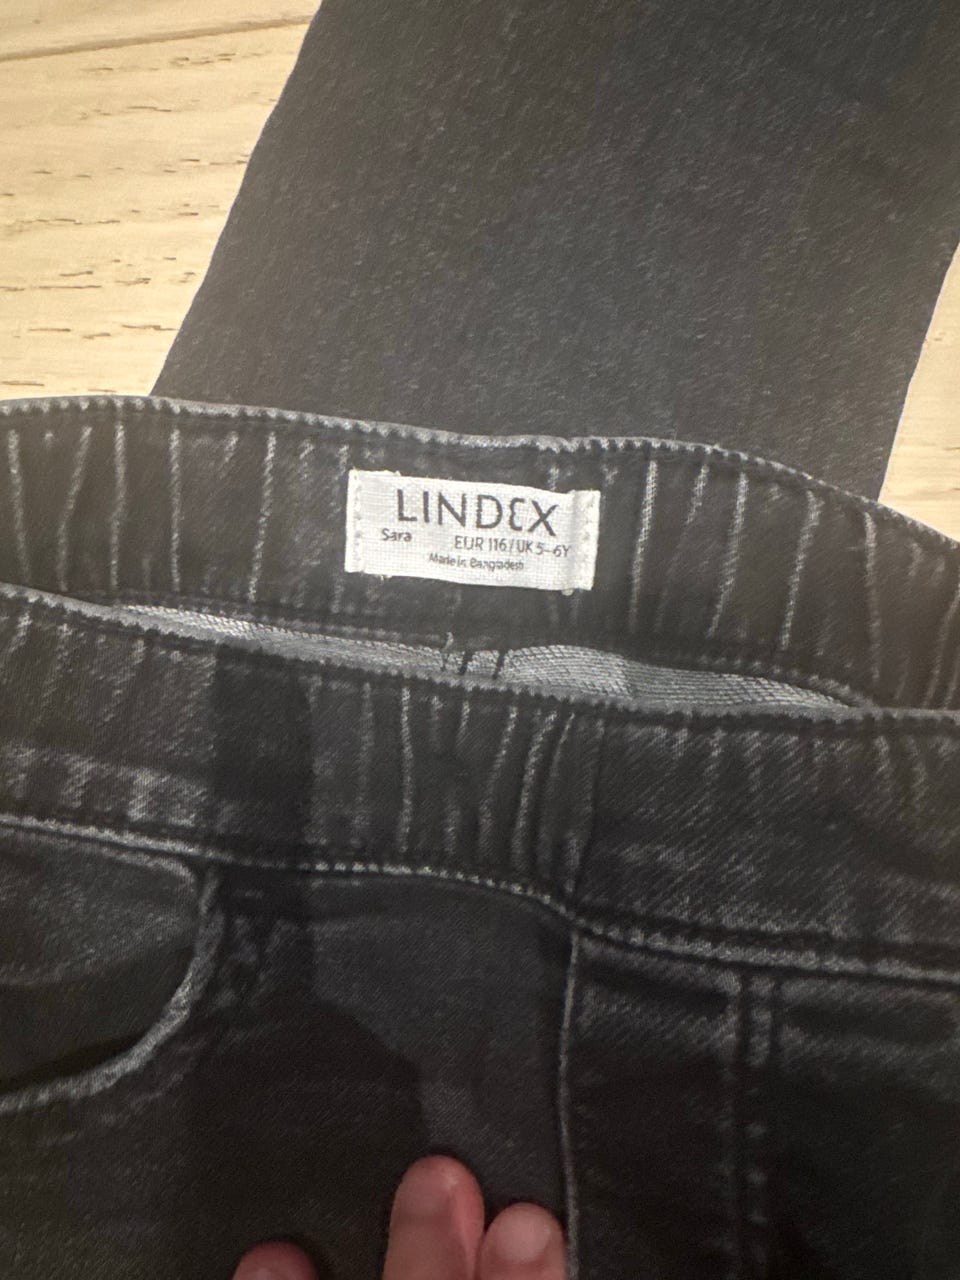 LINDEX
Sara EUR 116/UK 5-6Y
Made in Bangladesh